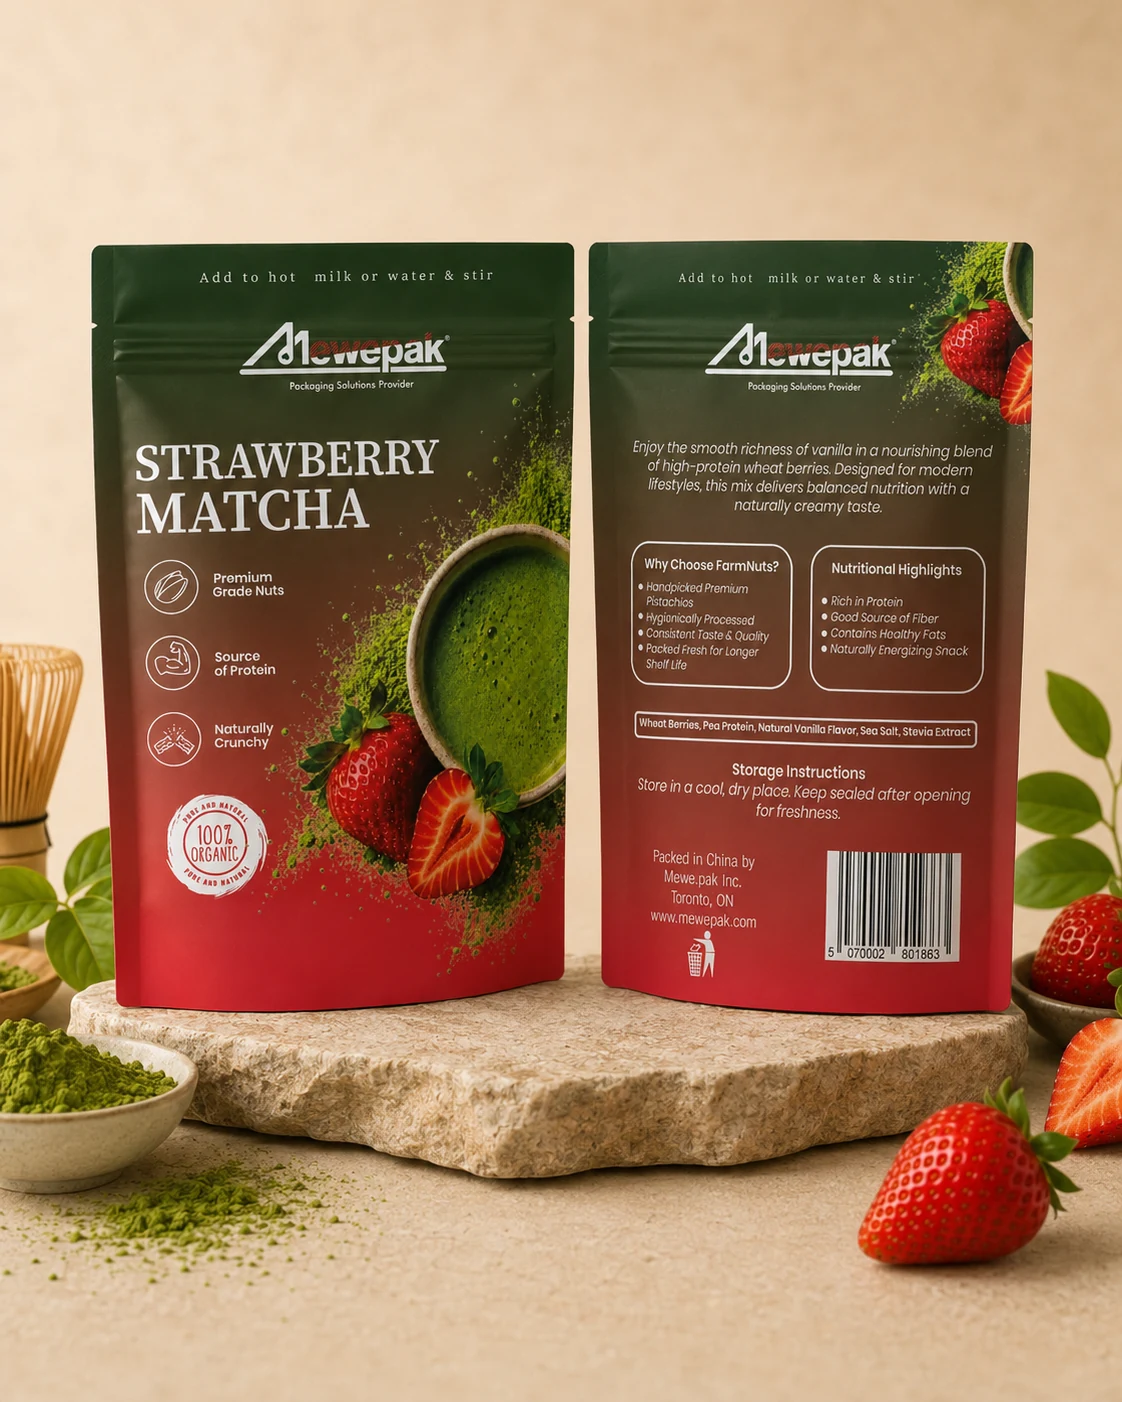 Add to hot milk or water & stir
Mewepak®
Packaging Solutions Provider
STRAWBERRY
MATCHA
Premium
Grade Nuts
Source
of Protein
Naturally
Crunchy
PURE AND NATURAL
100%
ORGANIC
PURE AND NATURAL
Add to hot milk or water & stir
Mewepak®
Packaging Solutions Provider
Enjoy the smooth richness of vanilla in a nourishing blend
of high-protein wheat berries. Designed for modern
lifestyles, this mix delivers balanced nutrition with a
naturally creamy taste.
Why Choose FarmNuts?
• Handpicked Premium
Pistachios
• Hygienically Processed
• Consistent Taste & Quality
• Packed Fresh for Longer
Shelf Life
Nutritional Highlights
• Rich in Protein
• Good Source of Fiber
• Contains Healthy Fats
• Naturally Energizing Snack
Wheat Berries, Pea Protein, Natural Vanilla Flavor, Sea Salt, Stevia Extract
Storage Instructions
Store in a cool, dry place. Keep sealed after opening
for freshness.
Packed in China by
Mewe.pak Inc.
Toronto, ON
www.mewepak.com
5 070002 801863